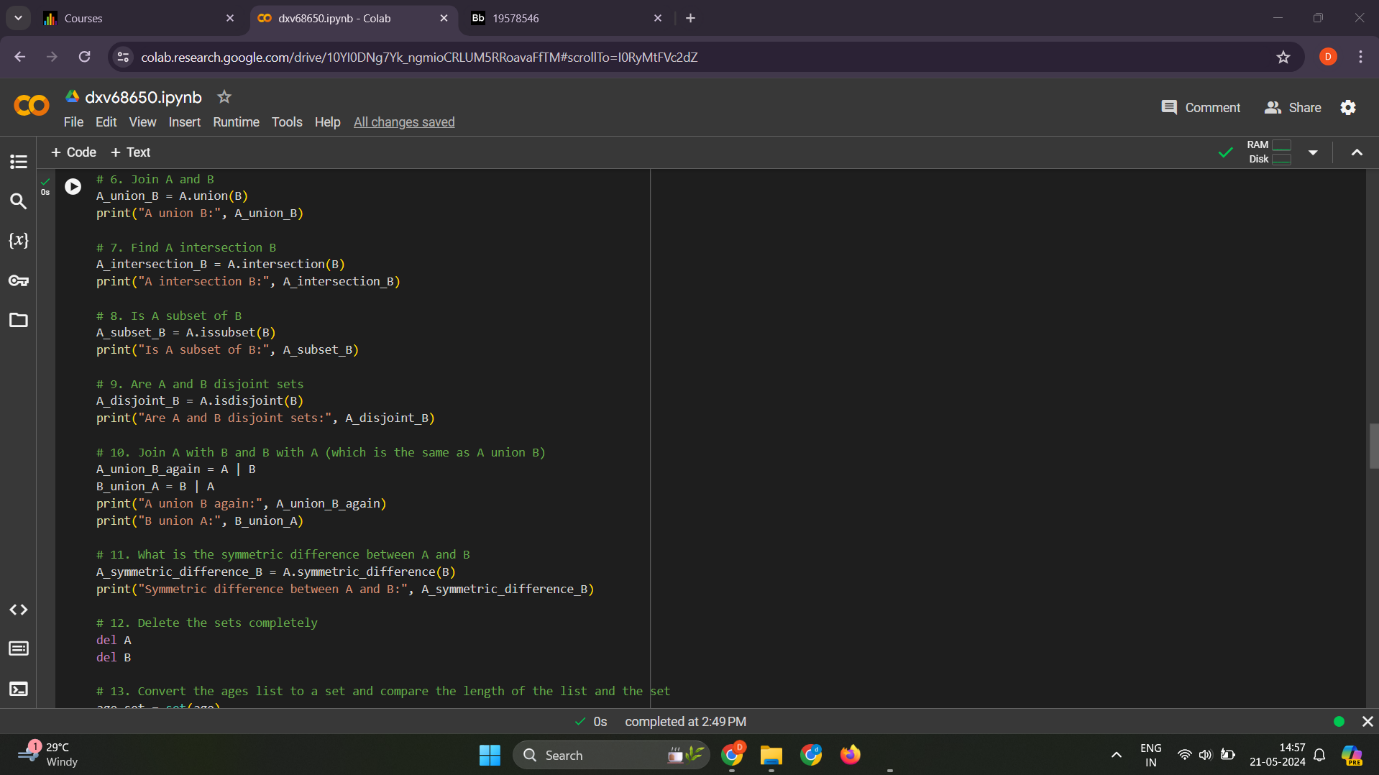 Courses
dxv68650.ipynb - Colab
Bb 19578546
colab.research.google.com/drive/10YI0DNg7Yk_ngmioCRLUM5RRoavaFfTM#scrollTo=I0RyMtFVc2dZ
D
dxv68650.ipynb
Comment
Share
File Edit View Insert Runtime Tools Help All changes saved
+ Code + Text
RAM
Disk
0s
# 6. Join A and B
A_union_B = A.union(B)
print("A union B:", A_union_B)
# 7. Find A intersection B
A_intersection_B = A.intersection(B)
print("A intersection B:", A_intersection_B)
# 8. Is A subset of B
A_subset_B = A.issubset(B)
print("Is A subset of B:", A_subset_B)
# 9. Are A and B disjoint sets
A_disjoint_B = A.isdisjoint(B)
print("Are A and B disjoint sets:", A_disjoint_B)
# 10. Join A with B and B with A (which is the same as A union B)
A_union_B_again = A | B
B_union_A = B | A
print("A union B again:", A_union_B_again)
print("B union A:", B_union_A)
# 11. What is the symmetric difference between A and B
A_symmetric_difference_B = A.symmetric_difference(B)
print("Symmetric difference between A and B:", A_symmetric_difference_B)
# 12. Delete the sets completely
del A
del B
# 13. Convert the ages list to a set and compare the length of the list and the set
age_set = set(age)
0s completed at 2:49 PM
1
29°C
Windy
Search
D
ENG
IN
14:57
21-05-2024
PRE